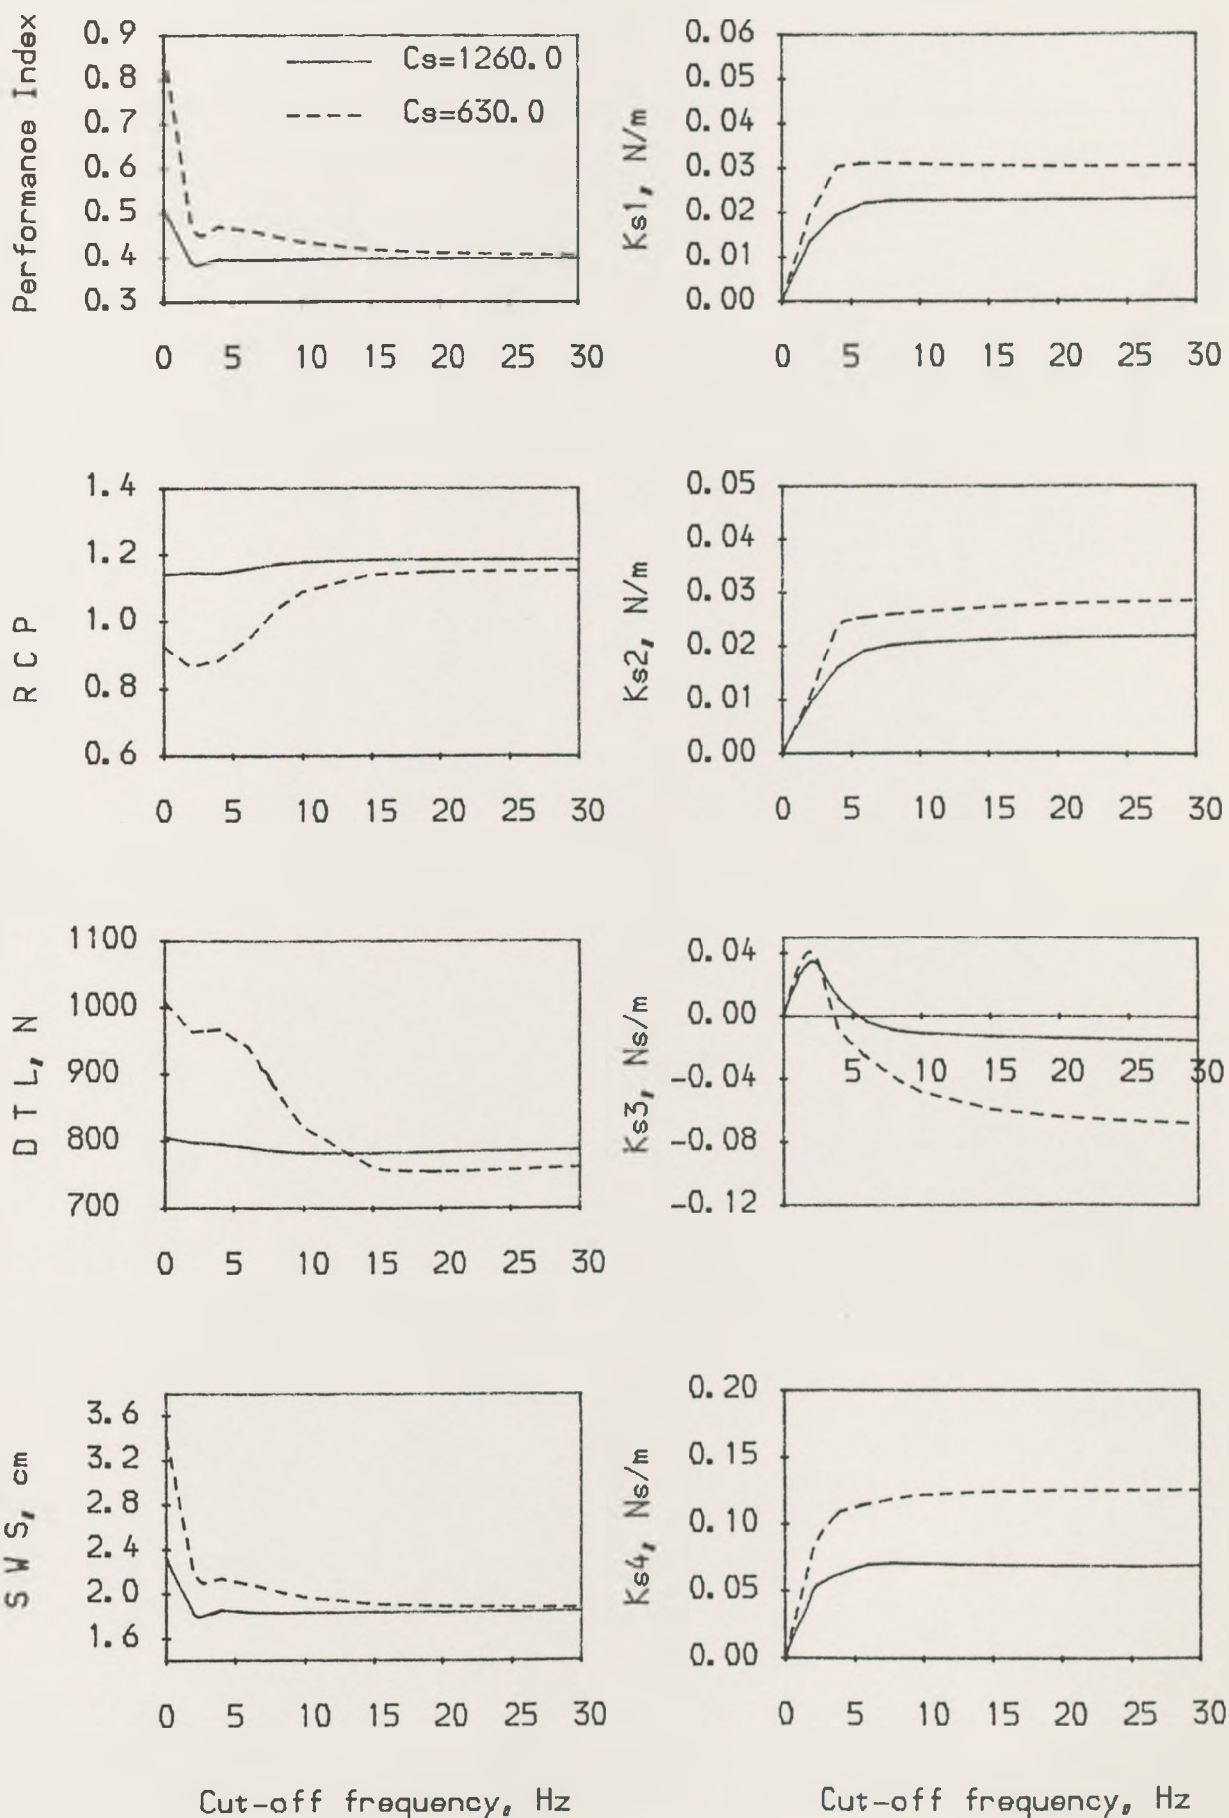 Performance Index
0.9
0.8
0.7
0.6
0.5
0.4
0.3
Cs=1260.0
Cs=630.0
0 5 10 15 20 25 30
Ks1, N/m
0.06
0.05
0.04
0.03
0.02
0.01
0.00
0 5 10 15 20 25 30
R C P
1.4
1.2
1.0
0.8
0.6
0 5 10 15 20 25 30
Ks2, N/m
0.05
0.04
0.03
0.02
0.01
0.00
0 5 10 15 20 25 30
D T L, N
1100
1000
900
800
700
0 5 10 15 20 25 30
Ks3, Ns/m
0.04
0.00
-0.04
-0.08
-0.12
5 10 15 20 25 30
S W S, cm
3.6
3.2
2.8
2.4
2.0
1.6
0 5 10 15 20 25 30
Cut-off frequency, Hz
Ks4, Ns/m
0.20
0.15
0.10
0.05
0.00
0 5 10 15 20 25 30
Cut-off frequency, Hz